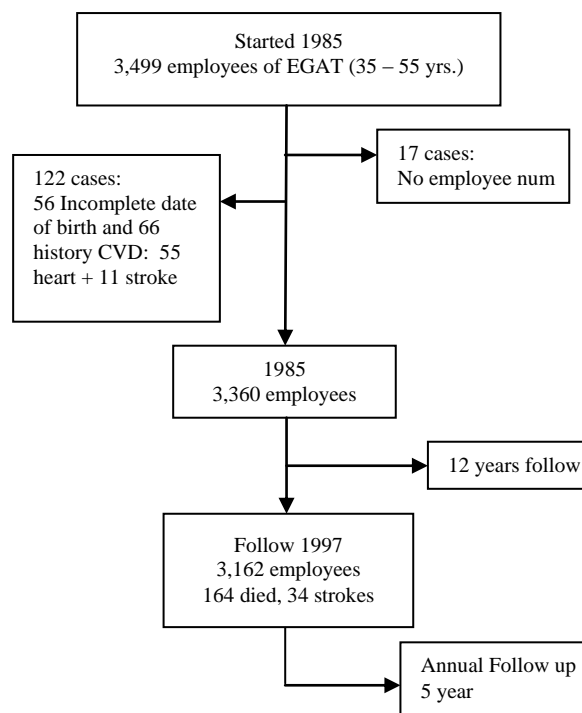 Started 1985
3,499 employees of EGAT (35 – 55 yrs.)
17 cases:
No employee num
122 cases:
56 Incomplete date
of birth and 66
history CVD: 55
heart + 11 stroke
1985
3,360 employees
12 years follow
Follow 1997
3,162 employees
164 died, 34 strokes
Annual Follow up
5 year